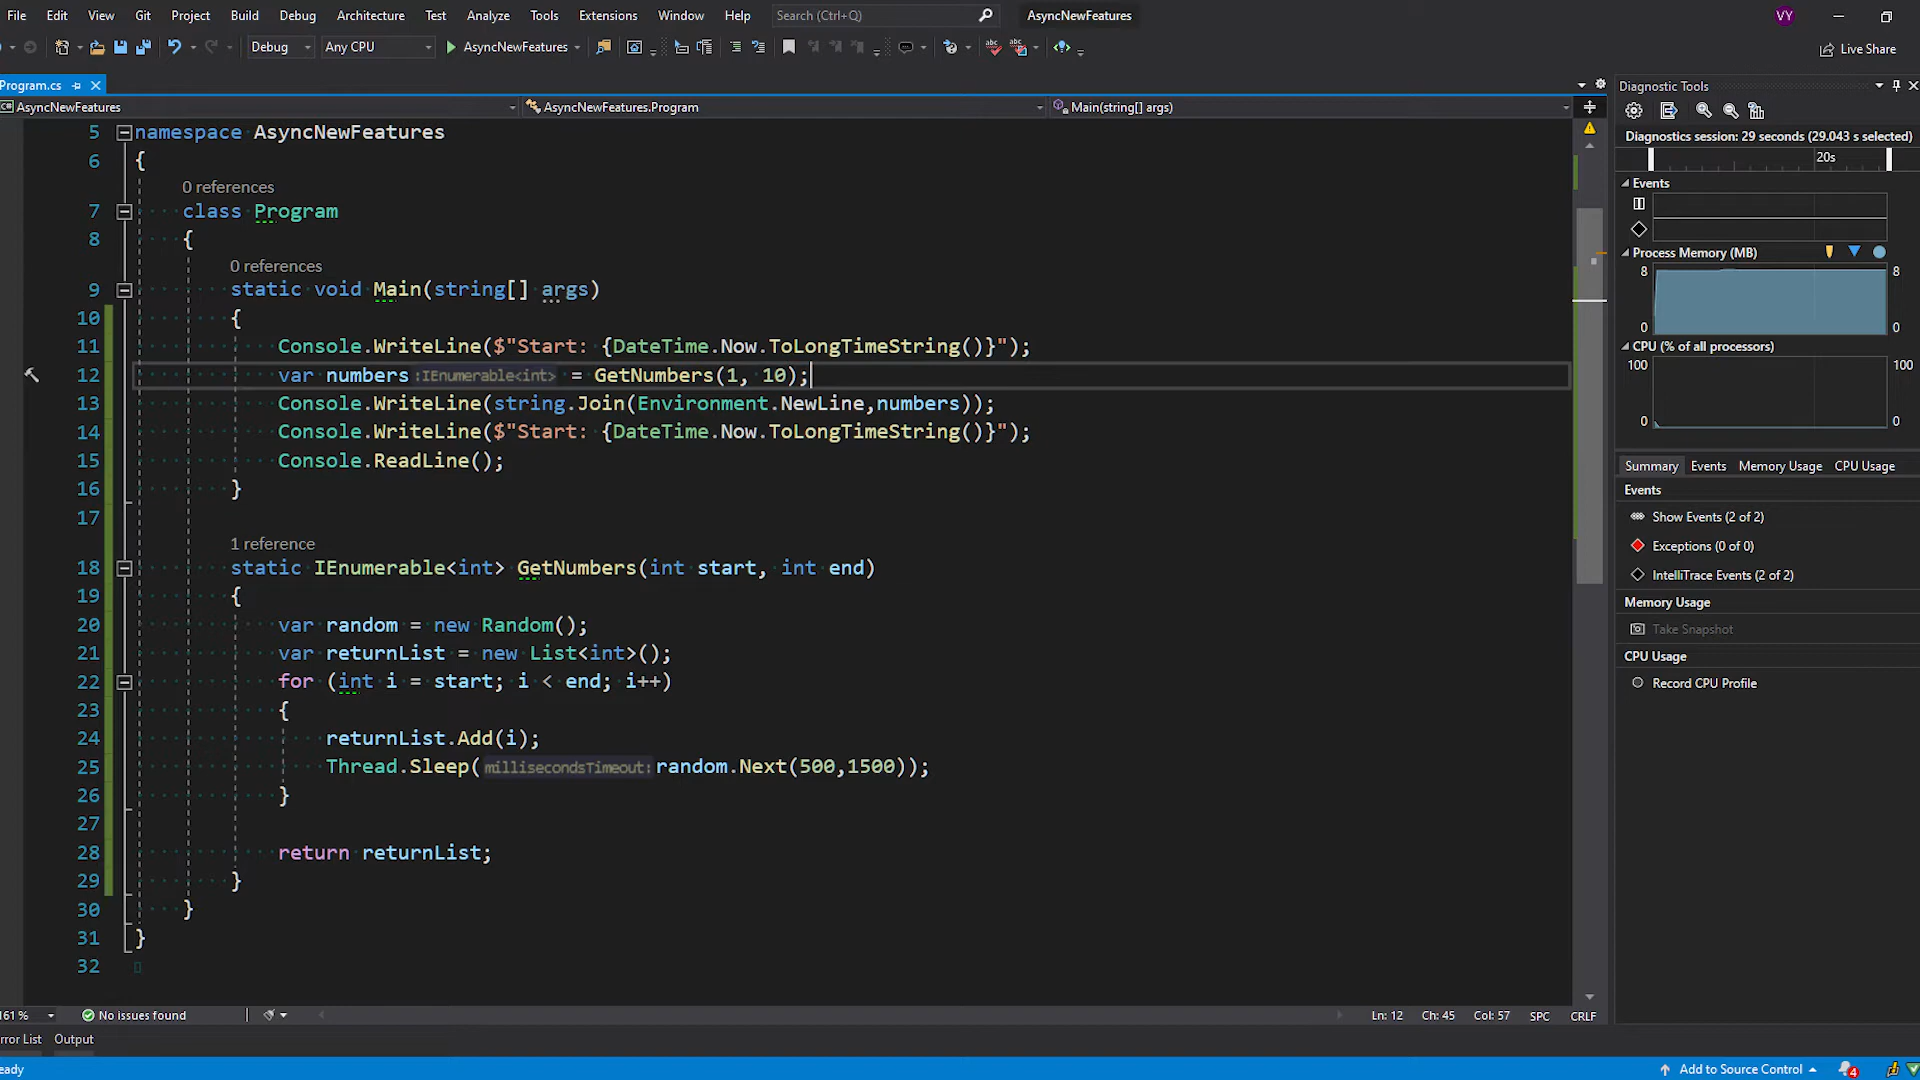 File Edit View Git Project Build Debug Architecture Test Analyze Tools Extensions Window Help Search (Ctrl+Q) AsyncNewFeatures VY
Debug Any CPU AsyncNewFeatures Live Share
Program.cs
AsyncNewFeatures AsyncNewFeatures.Program Main(string[] args)
5 namespace AsyncNewFeatures
6 {
0 references
7 class Program
8 {
0 references
9 static void Main(string[] args)
10 {
11 Console.WriteLine($"Start: {DateTime.Now.ToLongTimeString()}");
12 var numbers :IEnumerable<int> = GetNumbers(1, 10);
13 Console.WriteLine(string.Join(Environment.NewLine,numbers));
14 Console.WriteLine($"Start: {DateTime.Now.ToLongTimeString()}");
15 Console.ReadLine();
16 }
17
1 reference
18 static IEnumerable<int> GetNumbers(int start, int end)
19 {
20 var random = new Random();
21 var returnList = new List<int>();
22 for (int i = start; i < end; i++)
23 {
24 returnList.Add(i);
25 Thread.Sleep(millisecondsTimeout: random.Next(500,1500));
26 }
27
28 return returnList;
29 }
30 }
31 }
32
161 % No issues found Ln: 12 Ch: 45 Col: 57 SPC CRLF
rror List Output
eady Add to Source Control 4
Diagnostic Tools
Diagnostics session: 29 seconds (29.043 s selected)
20s
Events
Process Memory (MB)
8 8
0 0
CPU (% of all processors)
100 100
0 0
Summary Events Memory Usage CPU Usage
Events
Show Events (2 of 2)
Exceptions (0 of 0)
IntelliTrace Events (2 of 2)
Memory Usage
Take Snapshot
CPU Usage
Record CPU Profile